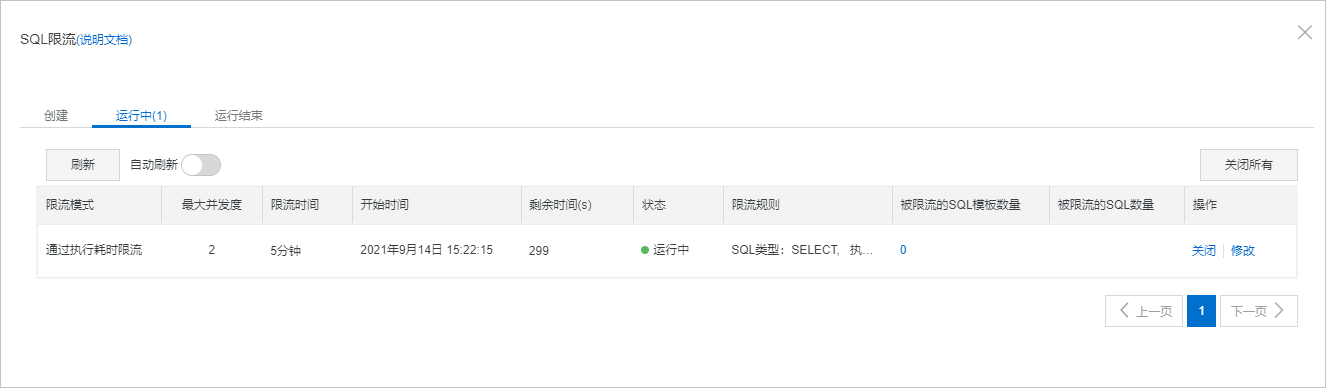 SQL限流(说明文档)
创建 运行中(1) 运行结束
刷新 自动刷新 关闭所有
限流模式 最大并发度 限流时间 开始时间 剩余时间(s) 状态 限流规则 被限流的SQL模板数量 被限流的SQL数量 操作
通过执行耗时限流 2 5分钟 2021年9月14日 15:22:15 299 运行中 SQL类型：SELECT， 执... 0 关闭 修改
上一页 1 下一页